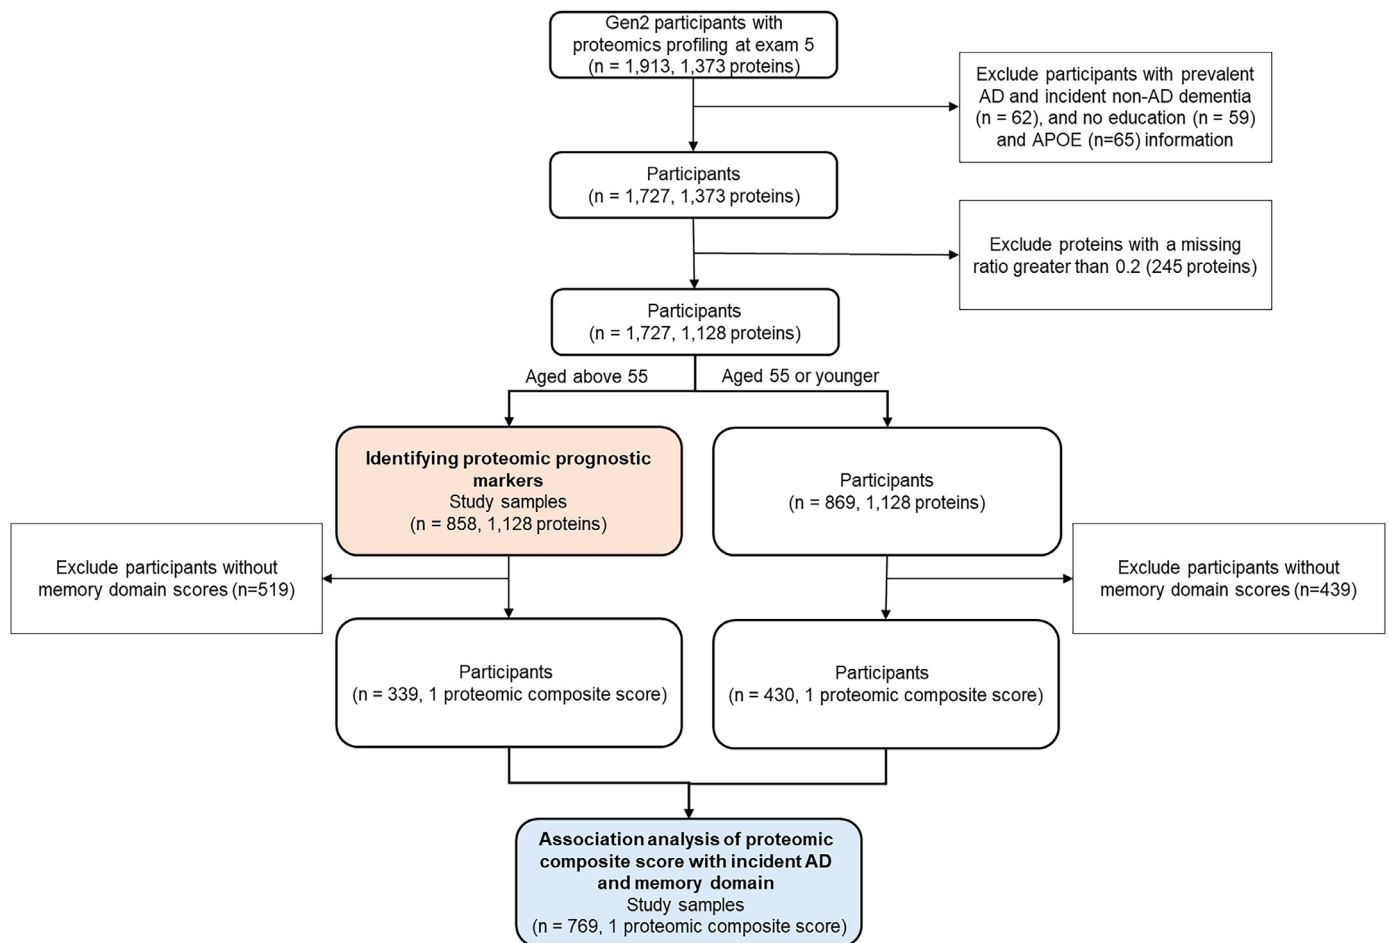 Gen2 participants with
proteomics profiling at exam 5
(n = 1,913, 1,373 proteins)
Exclude participants with prevalent
AD and incident non-AD dementia
(n = 62), and no education (n = 59)
and APOE (n=65) information
Participants
(n = 1,727, 1,373 proteins)
Exclude proteins with a missing
ratio greater than 0.2 (245 proteins)
Participants
(n = 1,727, 1,128 proteins)
Aged above 55
Aged 55 or younger
Identifying proteomic prognostic
markers
Study samples
(n = 858, 1,128 proteins)
Participants
(n = 869, 1,128 proteins)
Exclude participants without
memory domain scores (n=519)
Exclude participants without
memory domain scores (n=439)
Participants
(n = 339, 1 proteomic composite score)
Participants
(n = 430, 1 proteomic composite score)
Association analysis of proteomic
composite score with incident AD
and memory domain
Study samples
(n = 769, 1 proteomic composite score)